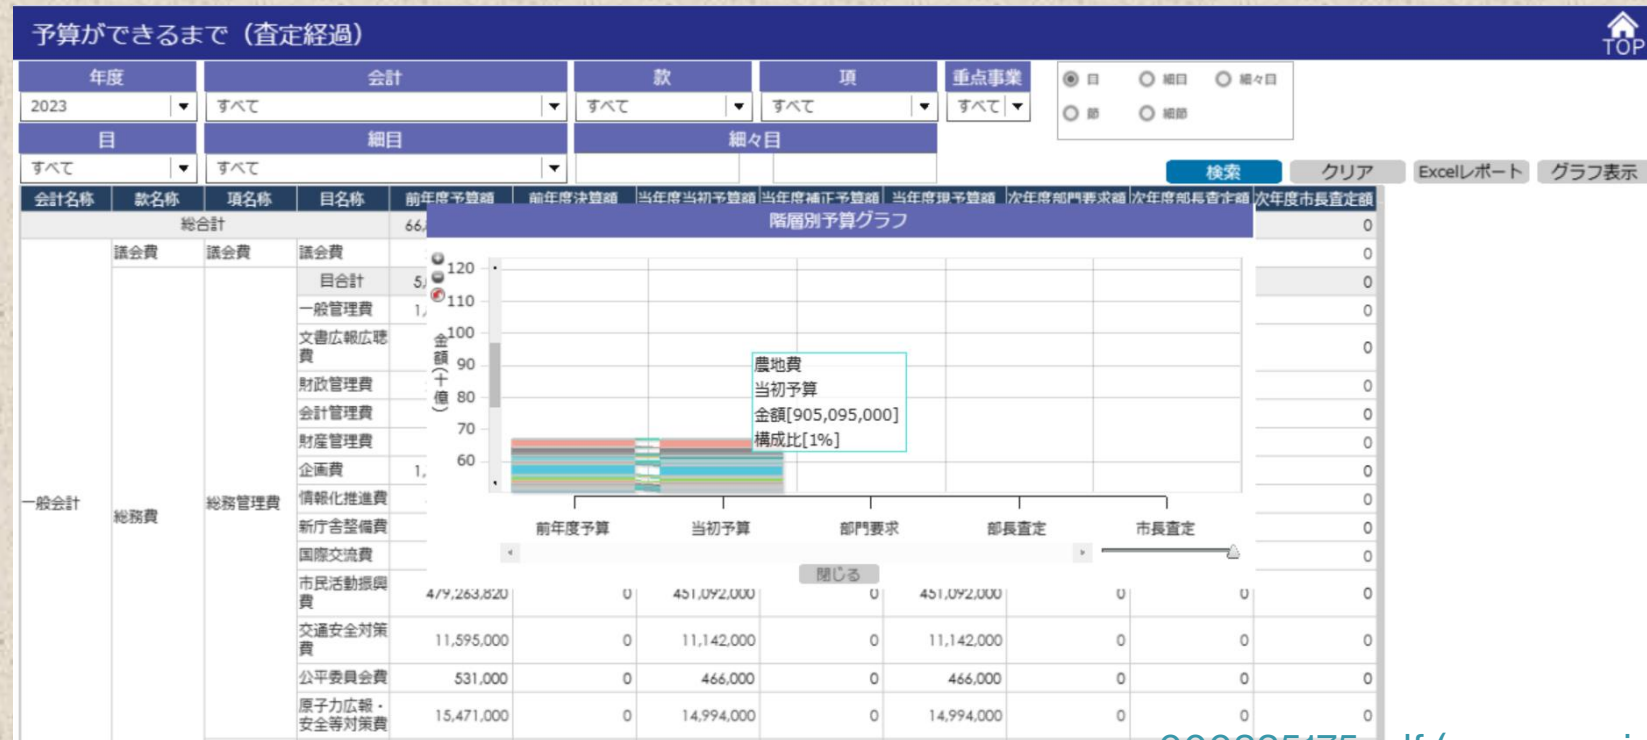 予算ができるまで（査定経過）
TOP
年度 会計 款 項 重点事業
2023 すべて すべて すべて すべて
目 細目 細々目
節 細節
目 細目 細々目
すべて すべて
検索 クリア Excelレポート グラフ表示
会計名称 款名称 項名称 目名称 前年度予算額 前年度決算額 当年度当初予算額 当年度補正予算額 当年度現予算額 次年度部門要求額 次年度部長査定額 次年度市長査定額
総合計 66, 0
階層別予算グラフ
議会費 議会費 議会費 0
目合計 5, 0
一般管理費 1, 0
文書広報広聴
費 0
財政管理費 0
会計管理費 0
財産管理費 0
企画費 1, 0
一般会計 総務費 総務管理費 情報化推進費 0
新庁舎整備費 0
国際交流費 0
金額(十億)
120
110
100
90
80
70
60
農地費
当初予算
金額[905,095,000]
構成比[1%]
前年度予算 当初予算 部門要求 部長査定 市長査定
閉じる
市民活動振興
費 479,263,820 0 451,092,000 0 451,092,000 0 0 0
交通安全対策
費 11,595,000 0 11,142,000 0 11,142,000 0 0 0
公平委員会費 531,000 0 466,000 0 466,000 0 0 0
原子力広報・
安全等対策費 15,471,000 0 14,994,000 0 14,994,000 0 0 0